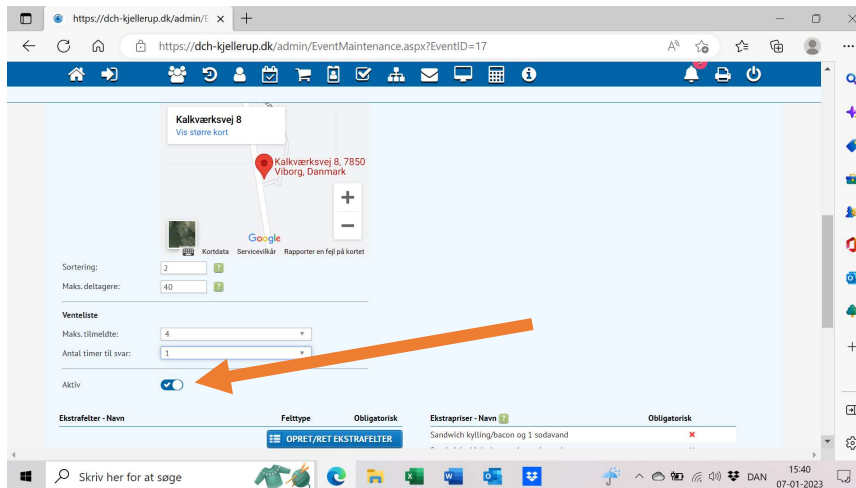 https://dch-kjellerup.dk/admin/E
https://dch-kjellerup.dk/admin/EventMaintenance.aspx?EventID=17
Kalkværksvej 8
Vis større kort
Kalkværksvej 8, 7850
Viborg, Danmark
Google
Kortdata Servicevilkår Rapporter en fejl på kortet
Sortering: 2
Maks. deltagere: 40
Venteliste
Maks. tilmeldte: 4
Antal timer til svar: 1
Aktiv
Ekstrafelter - Navn Felttype Obligatorisk Ekstrapriser - Navn Obligatorisk
OPRET/RET EKSTRAFELTER
Sandwich kylling/bacon og 1 sodavand
Skriv her for at søge
DAN
15:40
07-01-2023